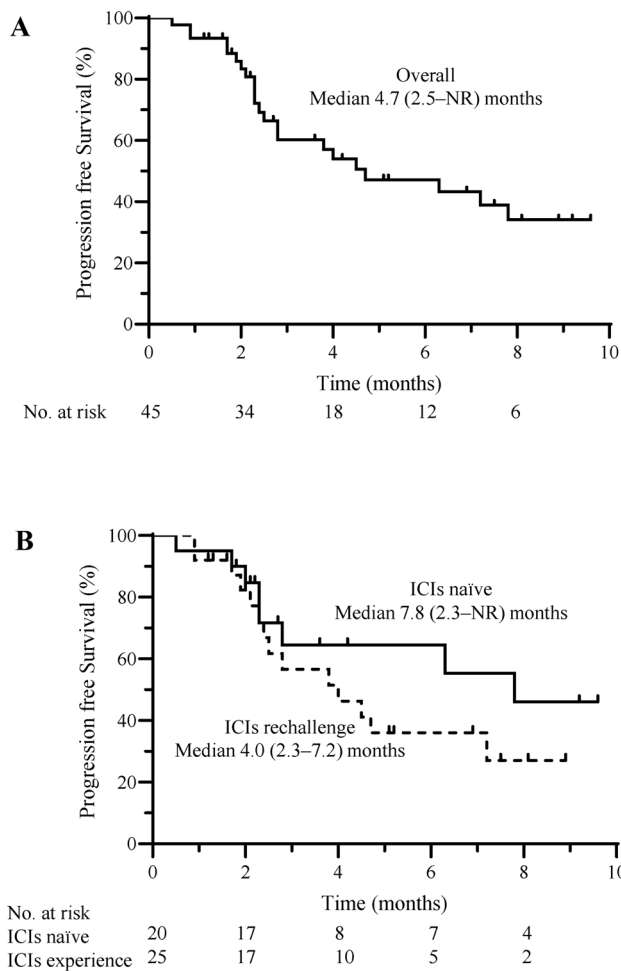 A
Progression free Survival (%)
100
80
60
40
20
0
Overall
Median 4.7 (2.5–NR) months
0 2 4 6 8 10
Time (months)
No. at risk 45 34 18 12 6
B
Progression free Survival (%)
100
80
60
40
20
0
ICIs naïve
Median 7.8 (2.3–NR) months
ICIs rechallenge
Median 4.0 (2.3–7.2) months
0 2 4 6 8 10
Time (months)
No. at risk
ICIs naïve 20 17 8 7 4
ICIs experience 25 17 10 5 2